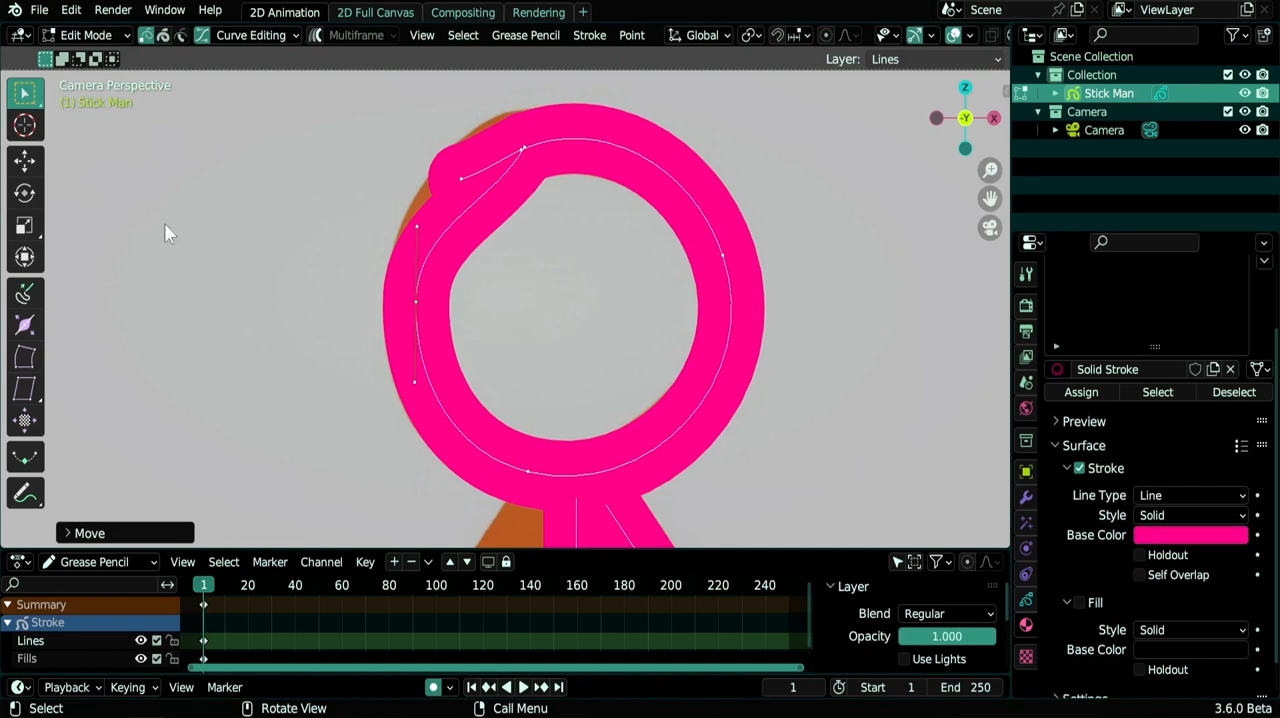 File Edit Render Window Help 2D Animation 2D Full Canvas Compositing Rendering + Scene ViewLayer
Edit Mode Curve Editing Multiframe View Select Grease Pencil Stroke Point Global
Layer: Lines
Camera Perspective
(1) Stick Man
Z
-Y
X
Scene Collection
Collection
Stick Man
Camera
Camera
Solid Stroke
Assign Select Deselect
Preview
Surface
Stroke
Line Type Line
Style Solid
Base Color
Holdout
Self Overlap
Fill
Style Solid
Base Color
Holdout
Move
Grease Pencil View Select Marker Channel Key
1 20 40 60 80 100 120 140 160 180 200 220 240
Summary
Stroke
Lines
Fills
Layer
Blend Regular
Opacity 1.000
Use Lights
Playback Keying View Marker 1 Start 1 End 250
Select Rotate View Call Menu 3.6.0 Beta